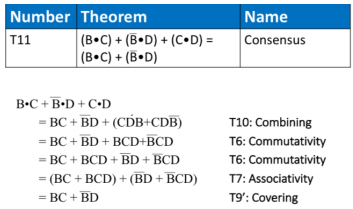 Number Theorem Name
T11 (B•C) + (B̅•D) + (C•D) = Consensus
(B•C) + (B̅•D)
B•C + B̅•D + C•D
= BC + B̅D + (CDB+CDB̅) T10: Combining
= BC + B̅D + BCD+B̅CD T6: Commutativity
= BC + BCD + B̅D + B̅CD T6: Commutativity
= (BC + BCD) + (B̅D + B̅CD) T7: Associativity
= BC + B̅D T9': Covering